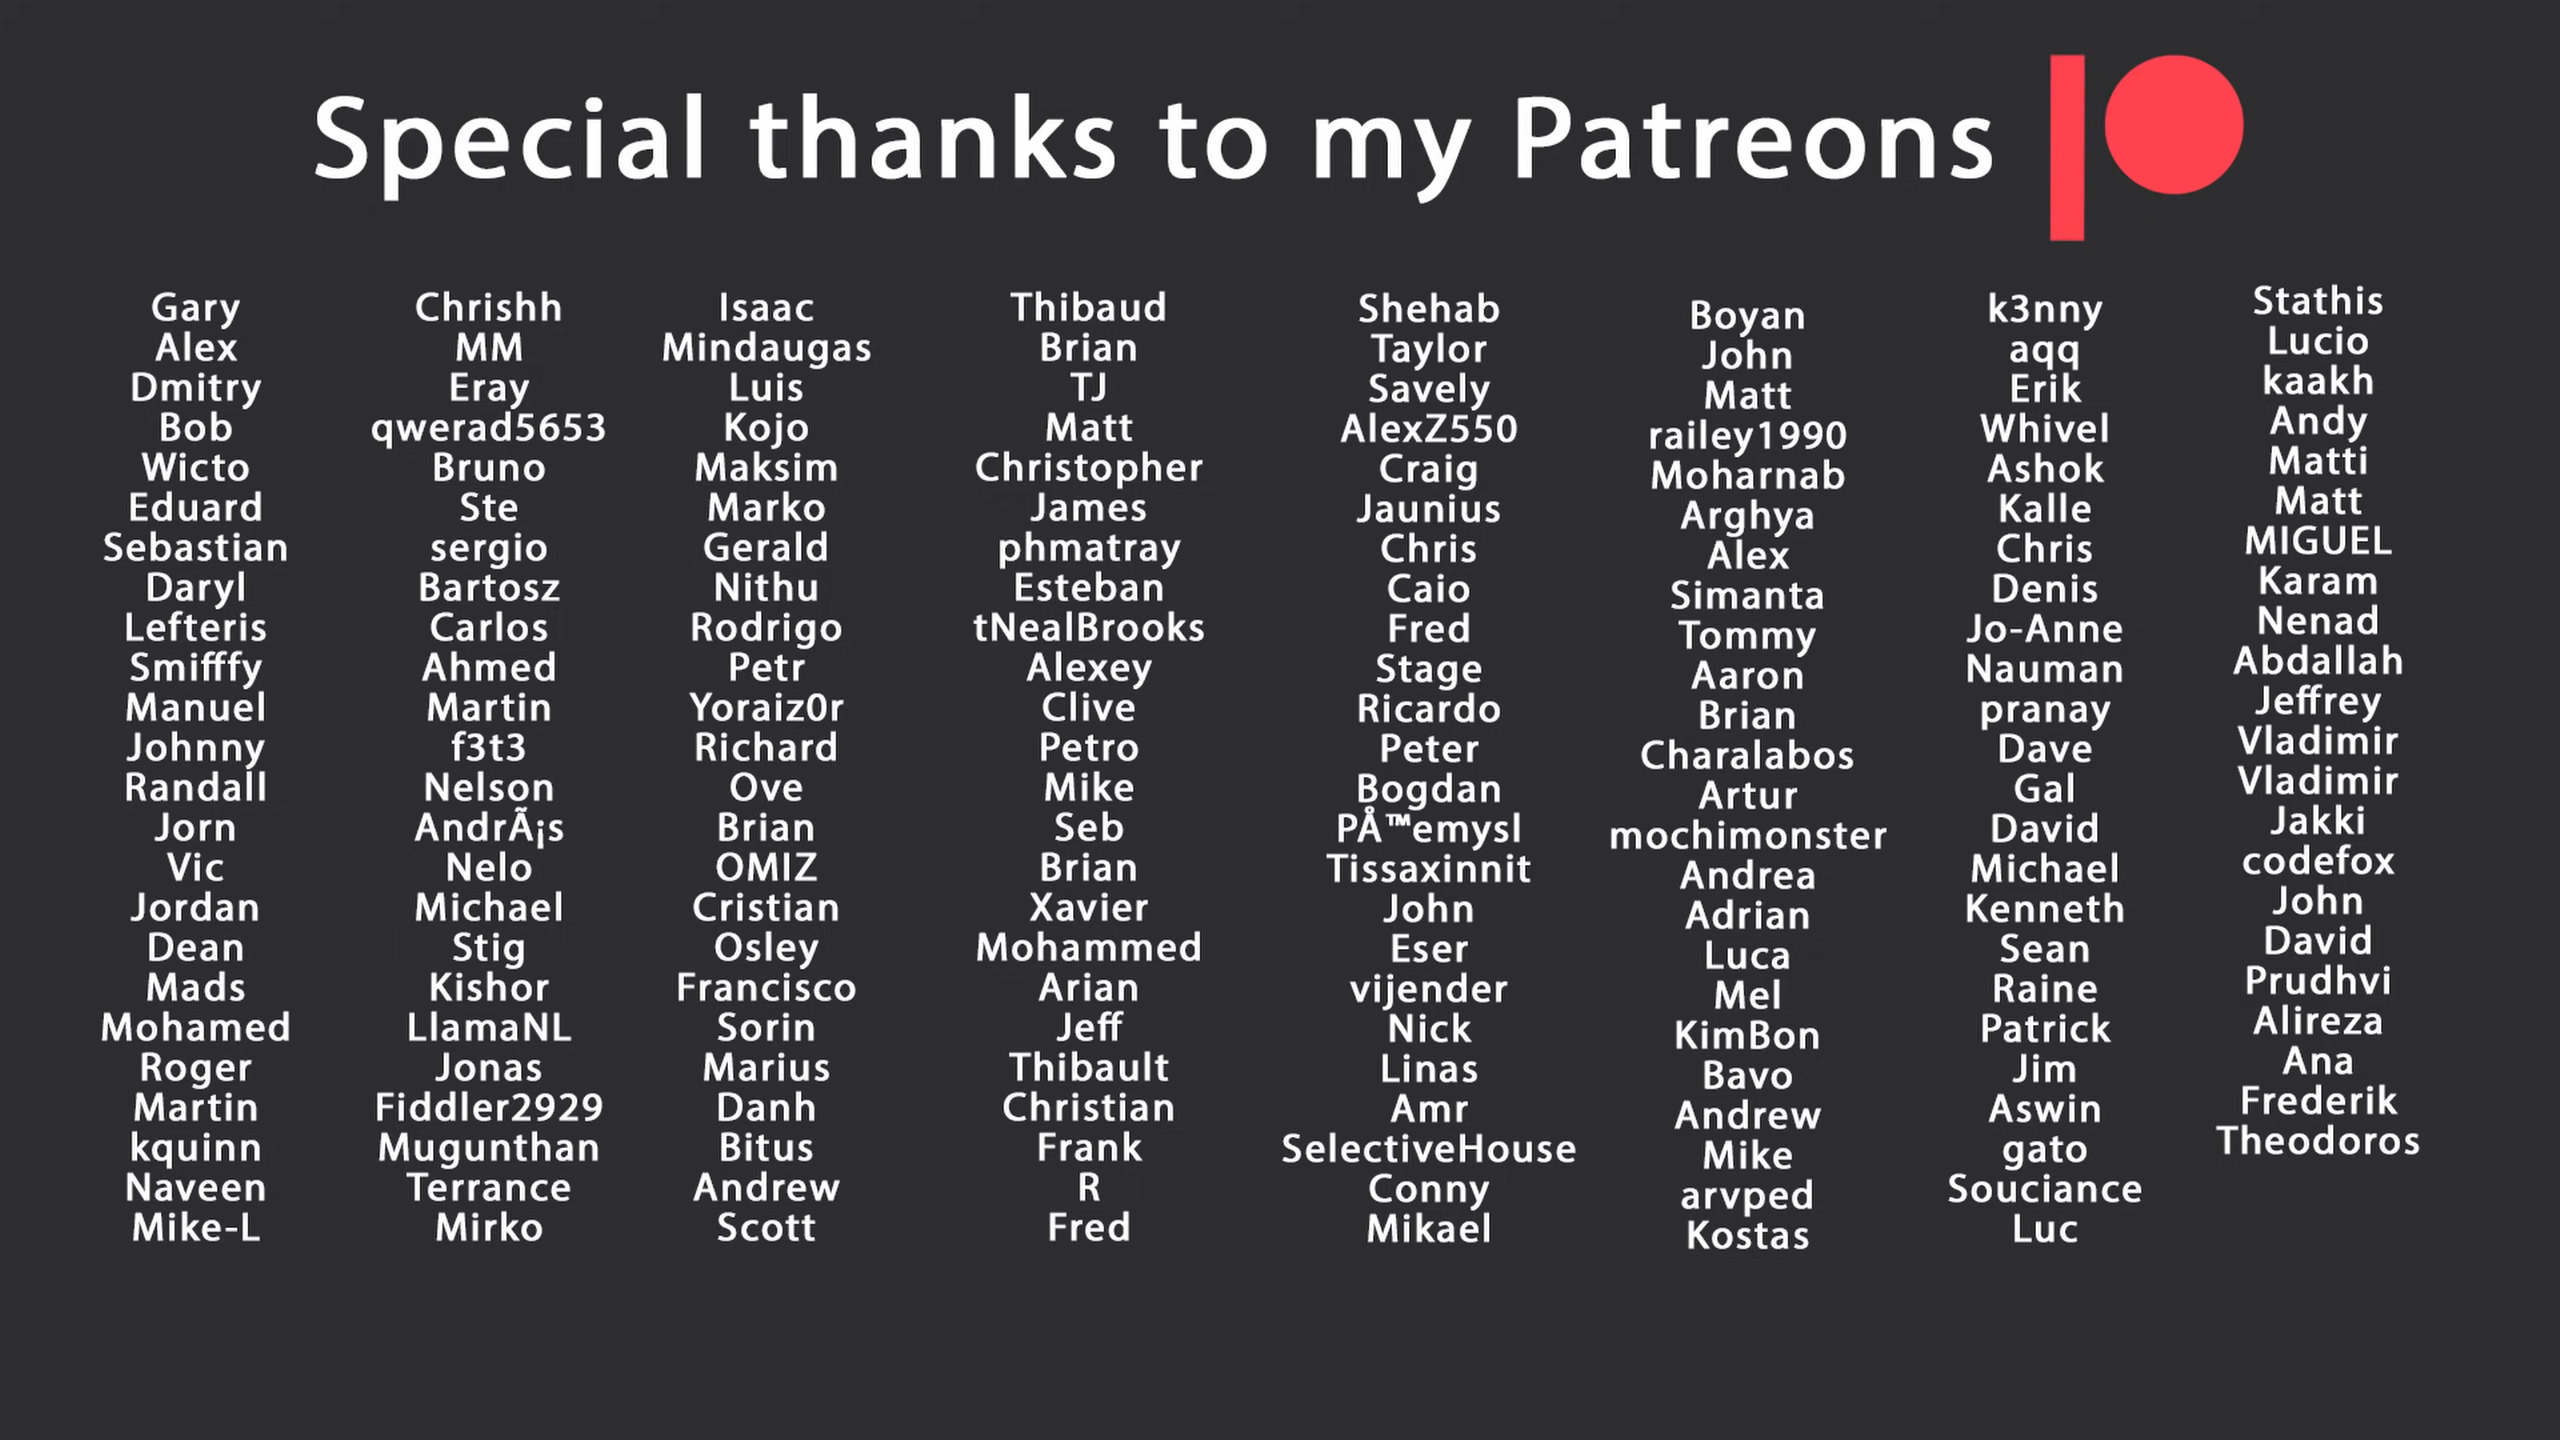 Special thanks to my Patreons
Gary
Alex
Dmitry
Bob
Wicto
Eduard
Sebastian
Daryl
Lefteris
Smifffy
Manuel
Johnny
Randall
Jorn
Vic
Jordan
Dean
Mads
Mohamed
Roger
Martin
kquinn
Naveen
Mike-L
Chrishh
MM
Eray
qwerad5653
Bruno
Ste
sergio
Bartosz
Carlos
Ahmed
Martin
f3t3
Nelson
AndrÃ¡s
Nelo
Michael
Stig
Kishor
LlamaNL
Jonas
Fiddler2929
Mugunthan
Terrance
Mirko
Isaac
Mindaugas
Luis
Kojo
Maksim
Marko
Gerald
Nithu
Rodrigo
Petr
Yoraiz0r
Richard
Ove
Brian
OMIZ
Cristian
Osley
Francisco
Sorin
Marius
Danh
Bitus
Andrew
Scott
Thibaud
Brian
TJ
Matt
Christopher
James
phmatray
Esteban
tNealBrooks
Alexey
Clive
Petro
Mike
Seb
Brian
Xavier
Mohammed
Arian
Jeff
Thibault
Christian
Frank
R
Fred
Shehab
Taylor
Savely
AlexZ550
Craig
Jaunius
Chris
Caio
Fred
Stage
Ricardo
Peter
Bogdan
PÅ™emysl
Tissaxinnit
John
Eser
vijender
Nick
Linas
Amr
SelectiveHouse
Conny
Mikael
Boyan
John
Matt
railey1990
Moharnab
Arghya
Alex
Simanta
Tommy
Aaron
Brian
Charalabos
Artur
mochimonster
Andrea
Adrian
Luca
Mel
KimBon
Bavo
Andrew
Mike
arvped
Kostas
k3nny
aqq
Erik
Whivel
Ashok
Kalle
Chris
Denis
Jo-Anne
Nauman
pranay
Dave
Gal
David
Michael
Kenneth
Sean
Raine
Patrick
Jim
Aswin
gato
Souciance
Luc
Stathis
Lucio
kaakh
Andy
Matti
Matt
MIGUEL
Karam
Nenad
Abdallah
Jeffrey
Vladimir
Vladimir
Jakki
codefox
John
David
Prudhvi
Alireza
Ana
Frederik
Theodoros